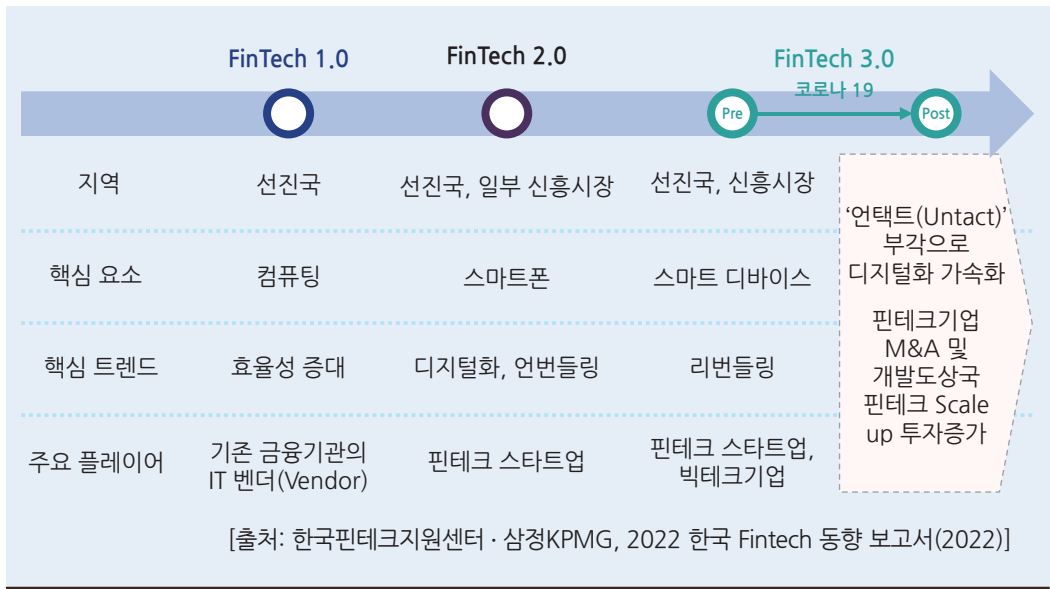 FinTech 1.0
FinTech 2.0
FinTech 3.0
코로나 19
Pre
Post
지역
선진국
선진국, 일부 신흥시장
선진국, 신흥시장
핵심 요소
컴퓨팅
스마트폰
스마트 디바이스
핵심 트렌드
효율성 증대
디지털화, 언번들링
리번들링
주요 플레이어
기존 금융기관의
IT 벤더(Vendor)
핀테크 스타트업
핀테크 스타트업,
빅테크기업
‘언택트(Untact)’
부각으로
디지털화 가속화
핀테크기업
M&A 및
개발도상국
핀테크 Scale
up 투자증가
[출처: 한국핀테크지원센터 · 삼정KPMG, 2022 한국 Fintech 동향 보고서(2022)]